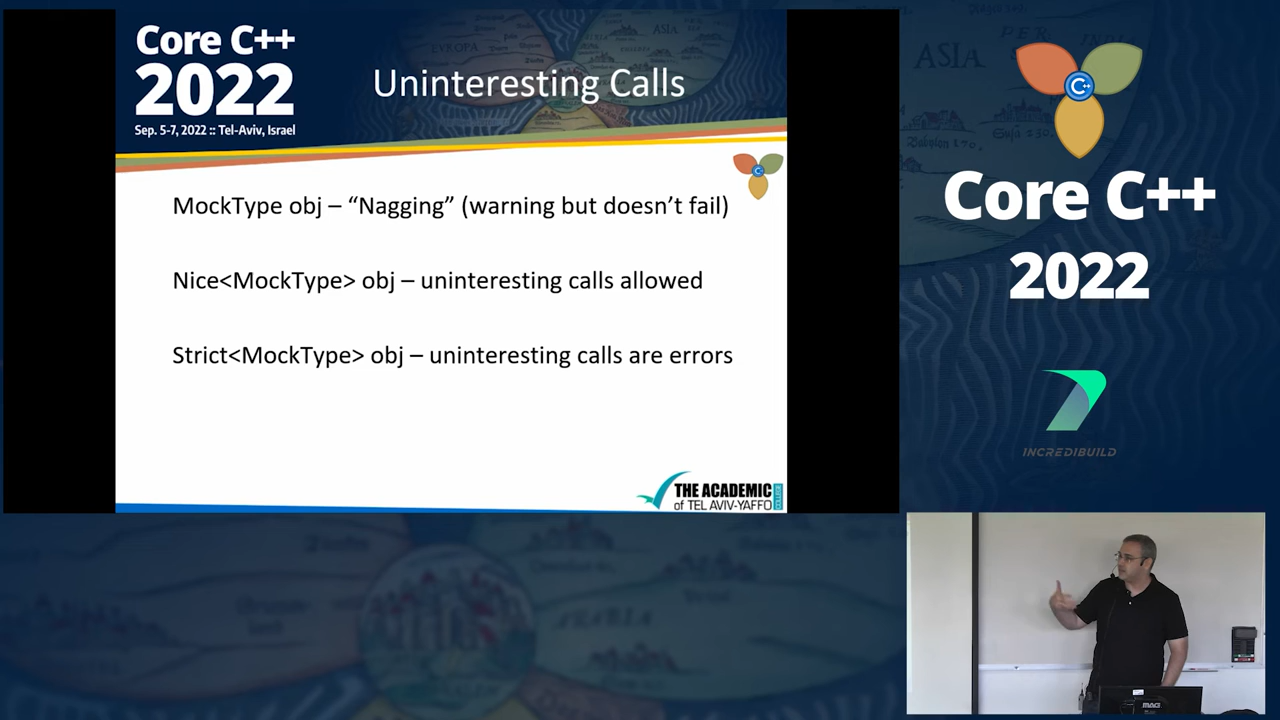 Core C++
2022
Sep. 5-7, 2022 :: Tel-Aviv, Israel
Uninteresting Calls
MockType obj – “Nagging” (warning but doesn’t fail)
Nice<MockType> obj – uninteresting calls allowed
Strict<MockType> obj – uninteresting calls are errors
THE ACADEMIC
COLLEGE
of TEL AVIV-YAFFO
C++
Core C++
2022
INCREDIBUILD
ASIA
MAG